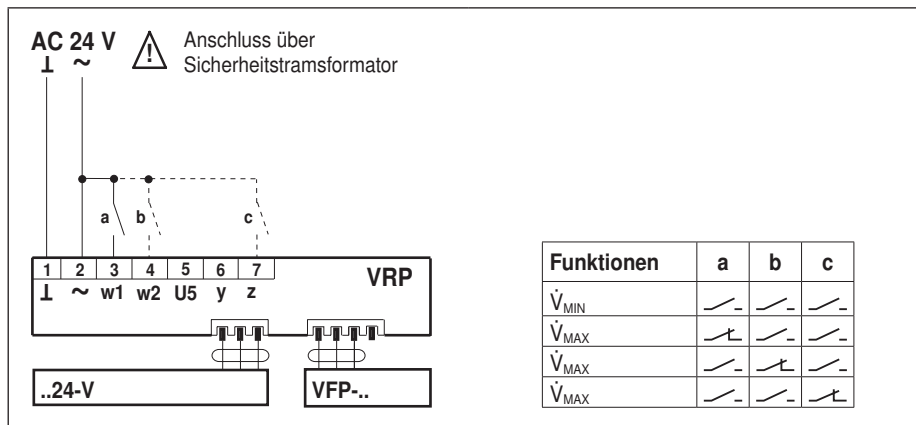 AC 24 V
⊥ ~
Anschluss über
Sicherheitstramsformator
a b c
1 2 3 4 5 6 7
⊥ ~ w1 w2 U5 y z
VRP
..24-V
VFP-..
Funktionen a b c
V̇MIN
V̇MAX
V̇MAX
V̇MAX